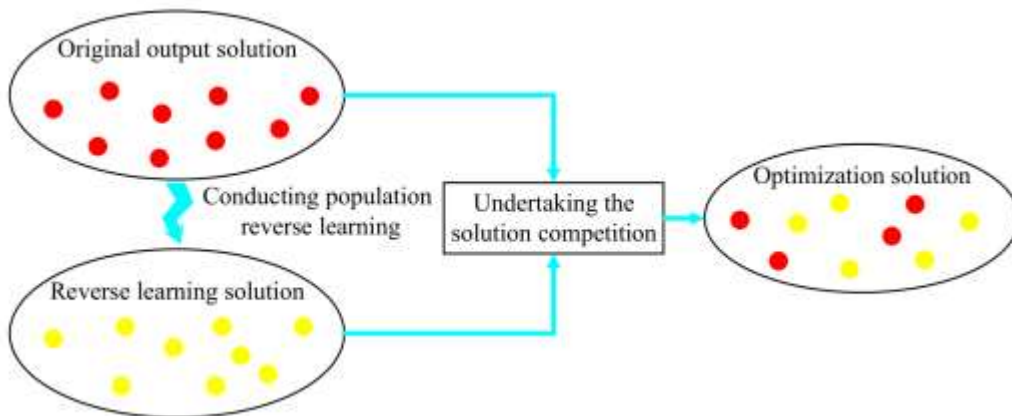 Original output solution
Conducting population
reverse learning
Reverse learning solution
Undertaking the
solution competition
Optimization solution